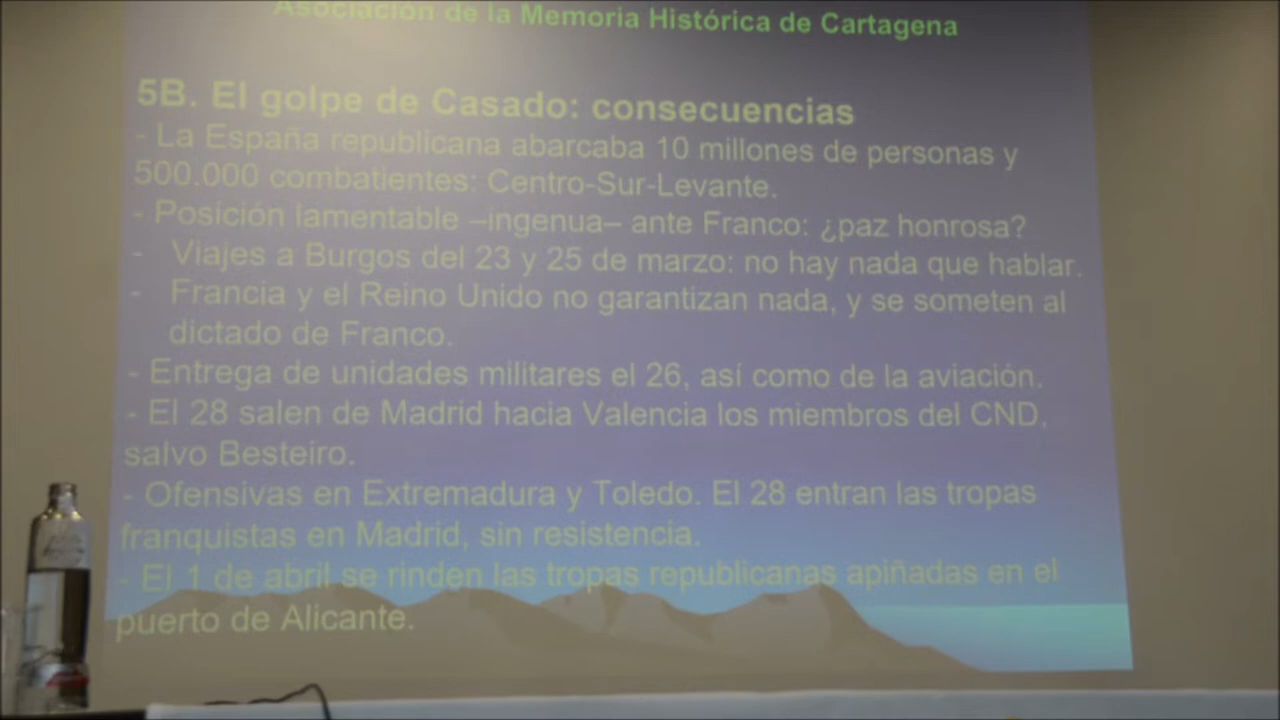 Asociación de la Memoria Histórica de Cartagena
5B. El golpe de Casado: consecuencias
- La España republicana abarcaba 10 millones de personas y
500.000 combatientes: Centro-Sur-Levante.
- Posición lamentable –ingenua– ante Franco: ¿paz honrosa?
- Viajes a Burgos del 23 y 25 de marzo: no hay nada que hablar.
- Francia y el Reino Unido no garantizan nada, y se someten al
dictado de Franco.
- Entrega de unidades militares el 26, así como de la aviación.
- El 28 salen de Madrid hacia Valencia los miembros del CND,
salvo Besteiro.
- Ofensivas en Extremadura y Toledo. El 28 entran las tropas
franquistas en Madrid, sin resistencia.
- El 1 de abril se rinden las tropas republicanas apiñadas en el
puerto de Alicante.